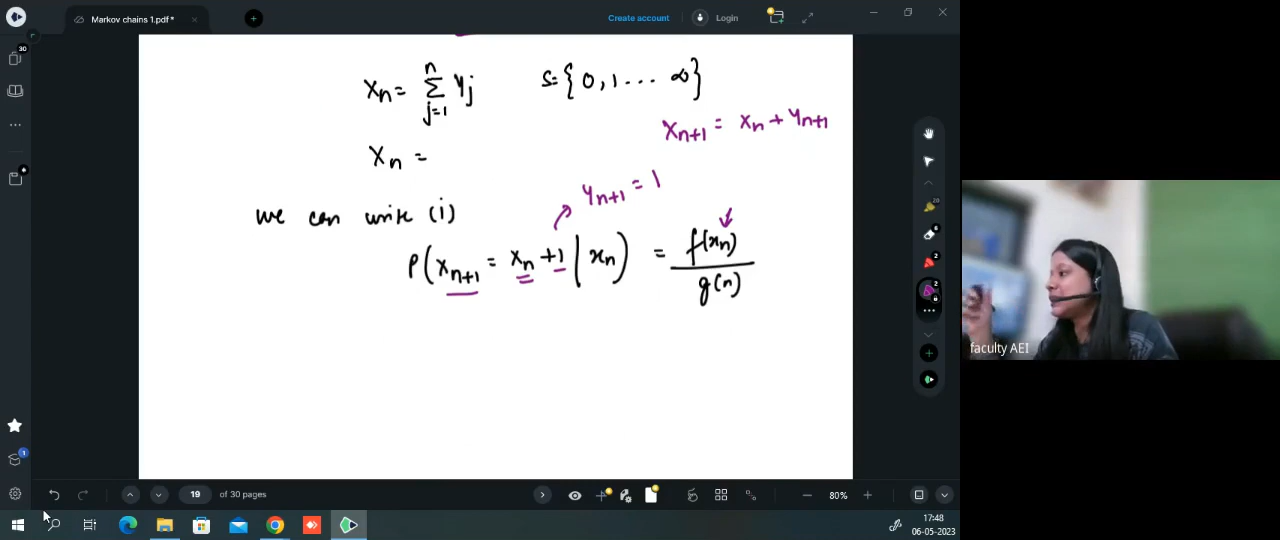 Markov chains 1.pdf*
Create account
Login
30
Xn = n Σ j=1 Yj S = { 0, 1 ... ∞ }
Xn+1 = Xn + Yn+1
Xn =
Yn+1 = 1
we can write (i)
P ( Xn+1 = Xn + 1 | xn ) = f(xn) / g(n)
faculty AEI
19 of 30 pages
80%
17:48
06-05-2023